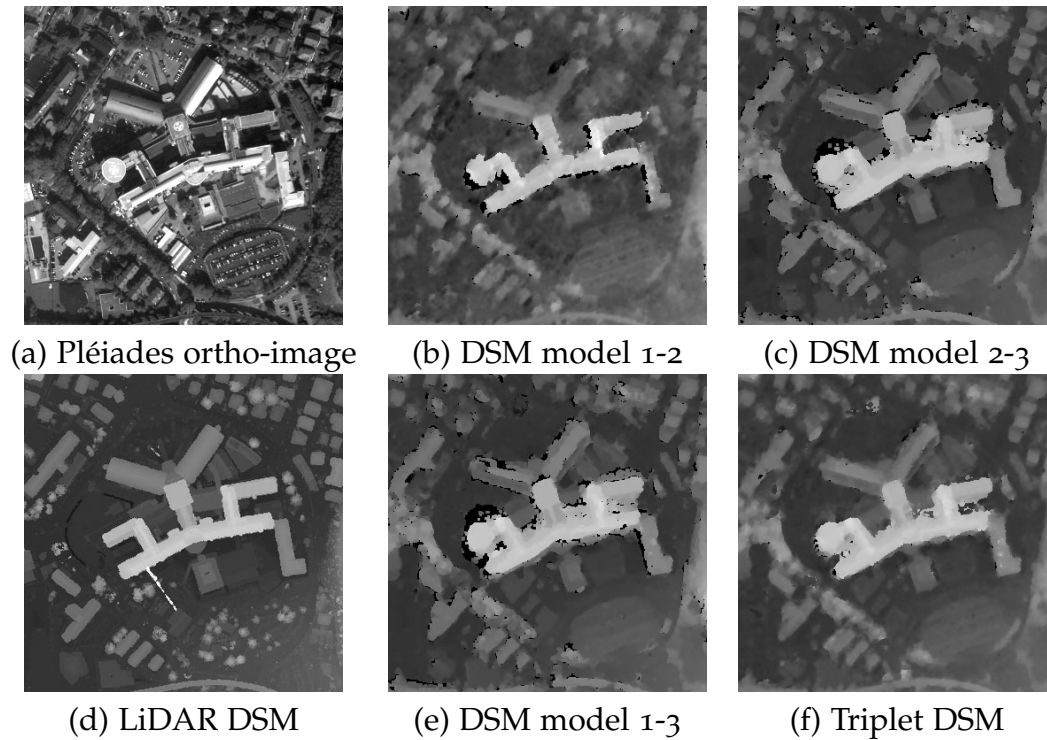 (a) Pléiades ortho-image
(b) DSM model 1-2
(c) DSM model 2-3
(d) LiDAR DSM
(e) DSM model 1-3
(f) Triplet DSM